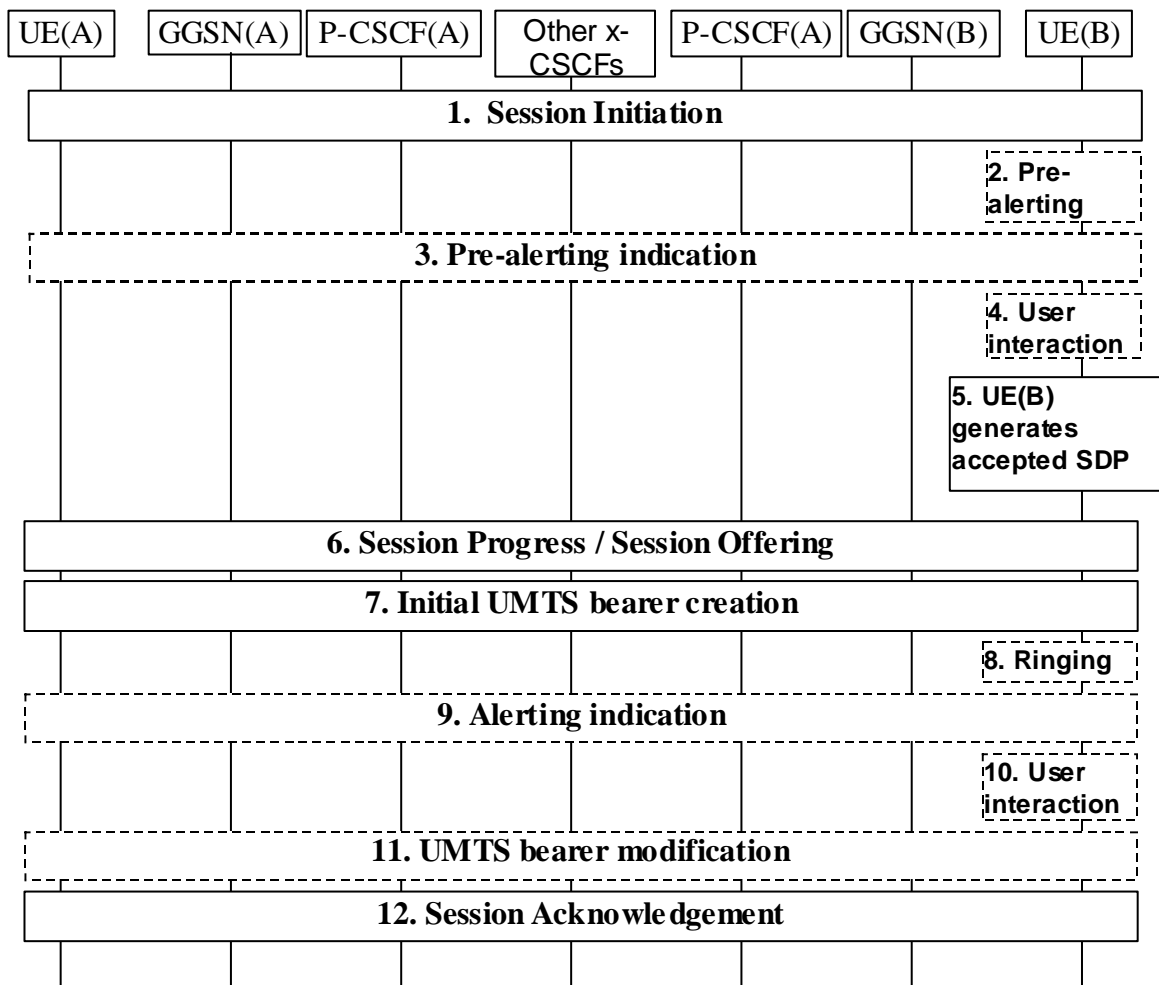 UE(A)
GGSN(A)
P-CSCF(A)
Other x-
CSCFs
P-CSCF(A)
GGSN(B)
UE(B)
1. Session Initiation
2. Pre-
alerting
3. Pre-alerting indication
4. User
interaction
5. UE(B)
generates
accepted SDP
6. Session Progress / Session Offering
7. Initial UMTS bearer creation
8. Ringing
9. Alerting indication
10. User
interaction
11. UMTS bearer modification
12. Session Acknowledgement